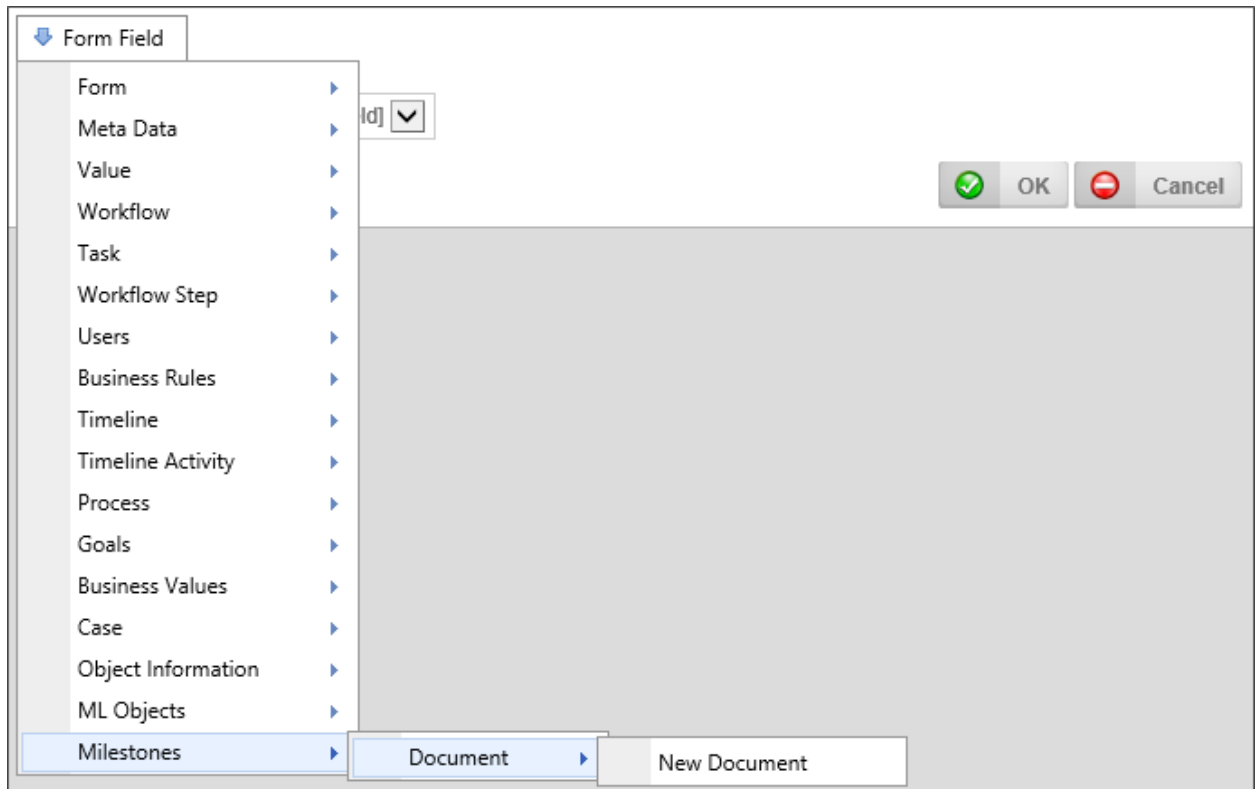 Form Field
Form
ld]
Meta Data
Value
OK Cancel
Workflow
Task
Workflow Step
Users
Business Rules
Timeline
Timeline Activity
Process
Goals
Business Values
Case
Object Information
ML Objects
Milestones Document New Document